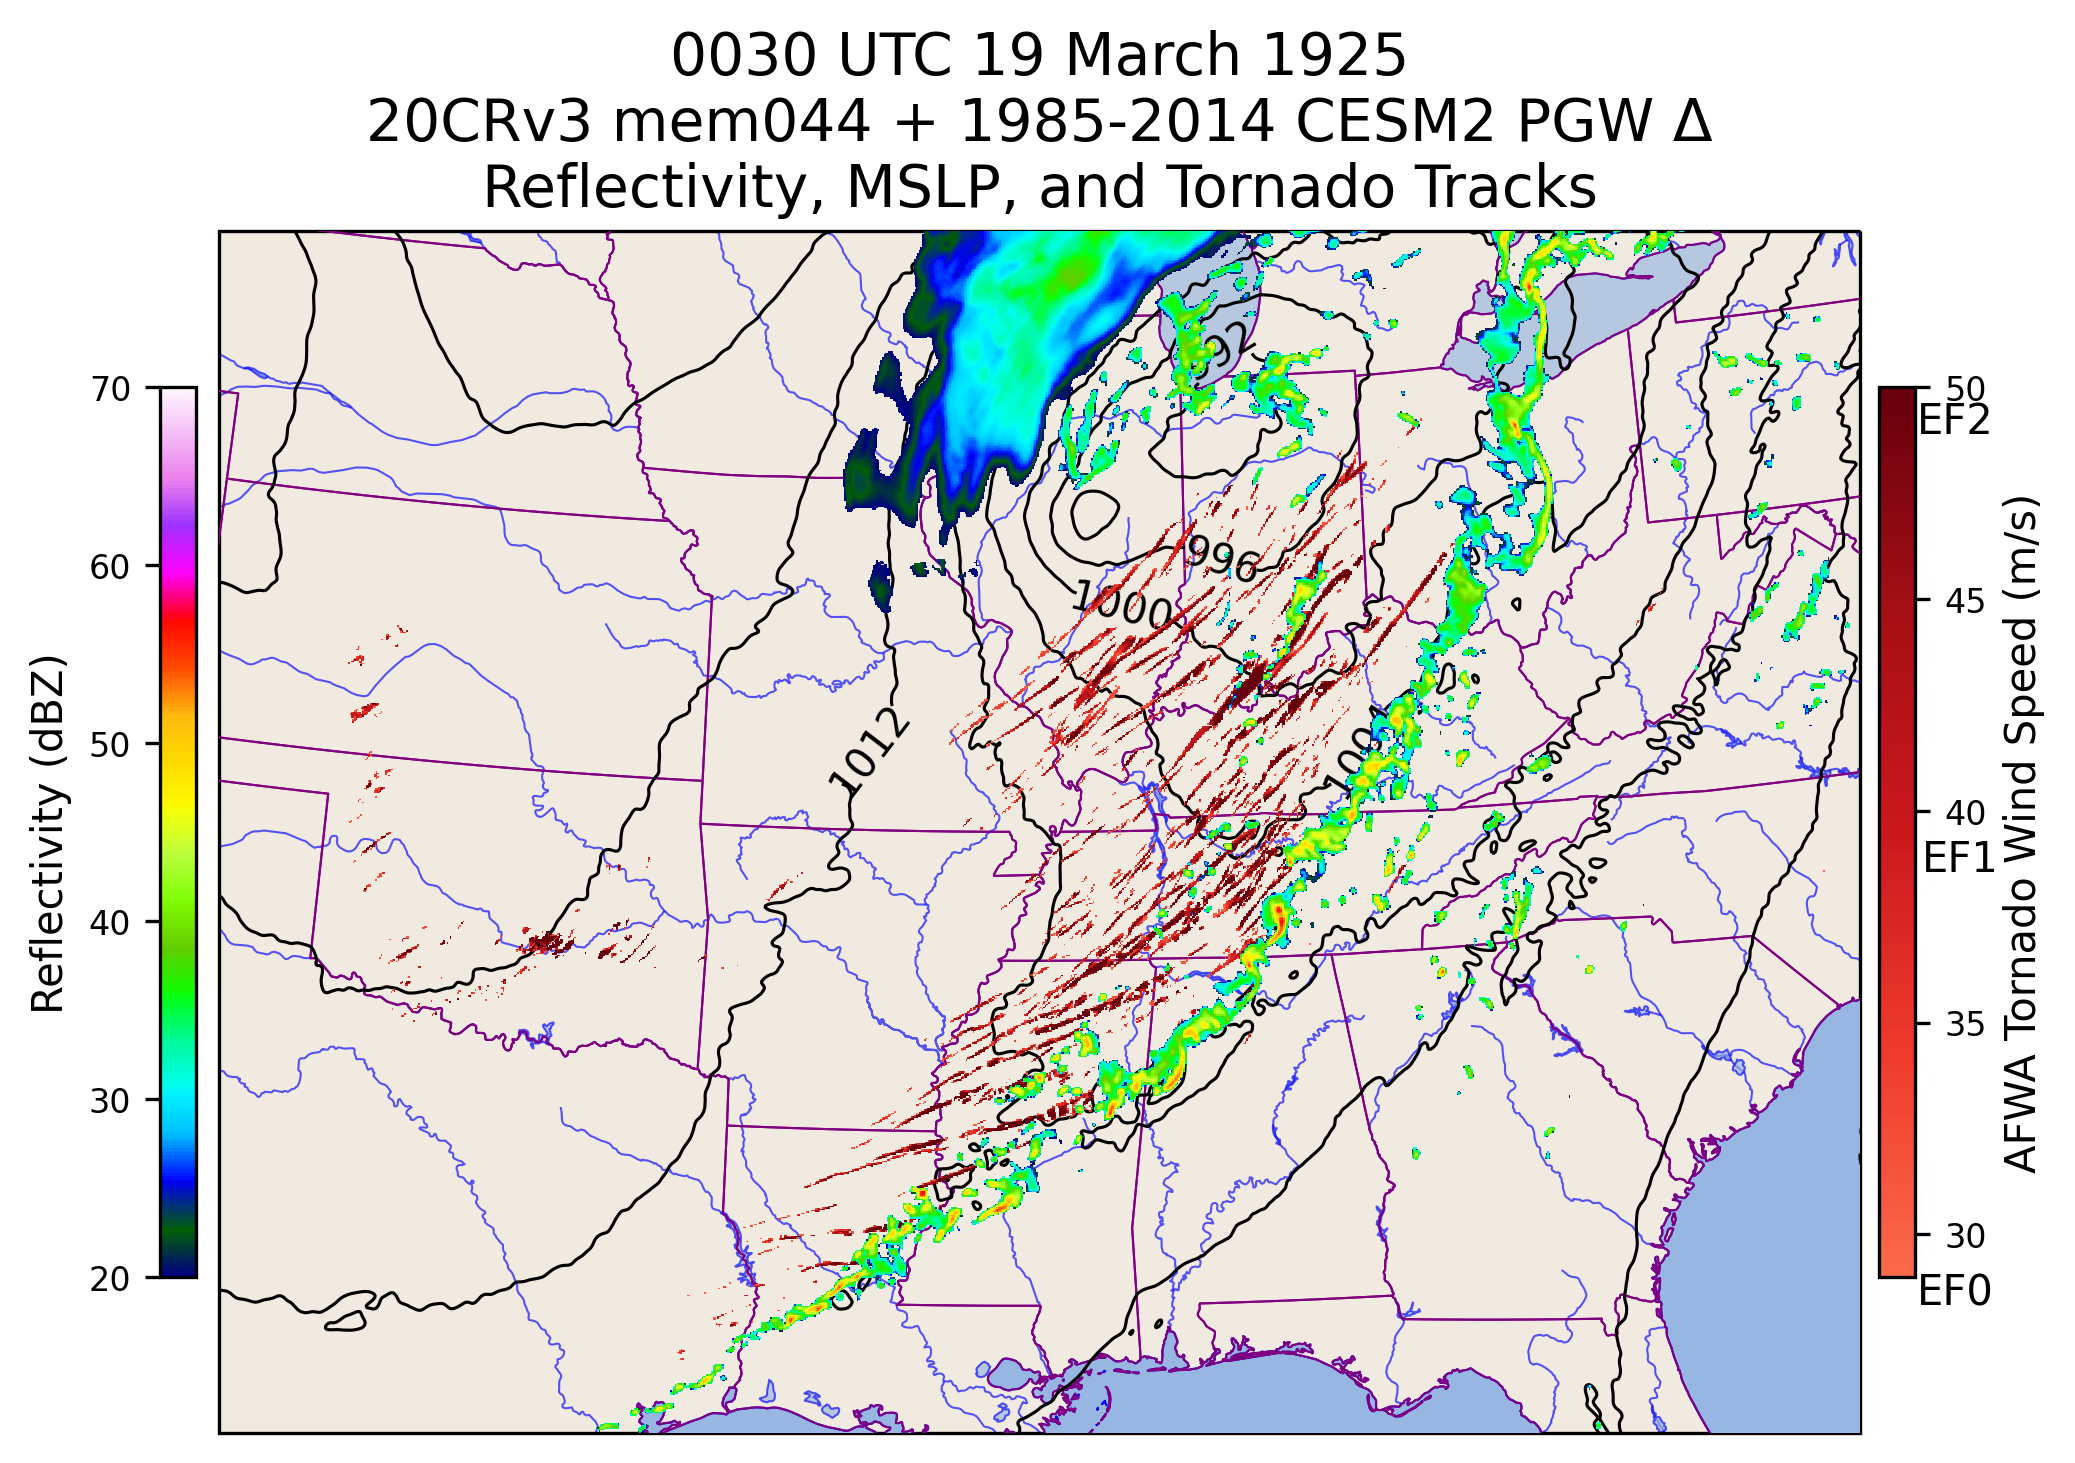 0030 UTC 19 March 1925
20CRv3 mem044 + 1985-2014 CESM2 PGW Δ
Reflectivity, MSLP, and Tornado Tracks
70
60
50
40
30
20
Reflectivity (dBZ)
992
996
1000
1012
1004
50
EF2
45
40
EF1
35
30
EF0
AFWA Tornado Wind Speed (m/s)